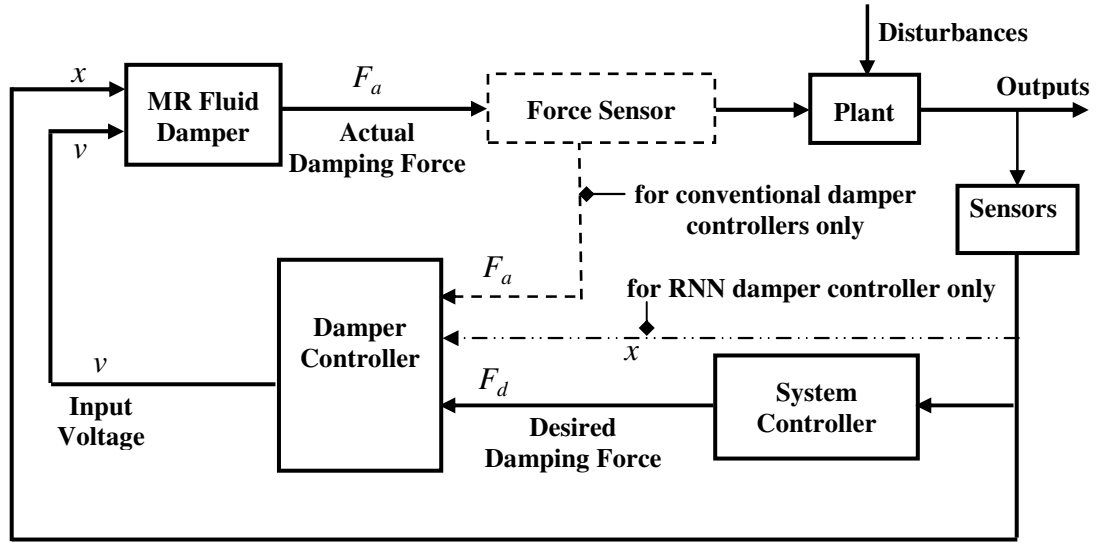 Disturbances
x
MR Fluid
Damper
v
F_a
Actual
Damping Force
Force Sensor
Plant
Outputs
Sensors
for conventional damper
controllers only
F_a
for RNN damper controller only
x
Damper
Controller
v
Input
Voltage
F_d
Desired
Damping Force
System
Controller